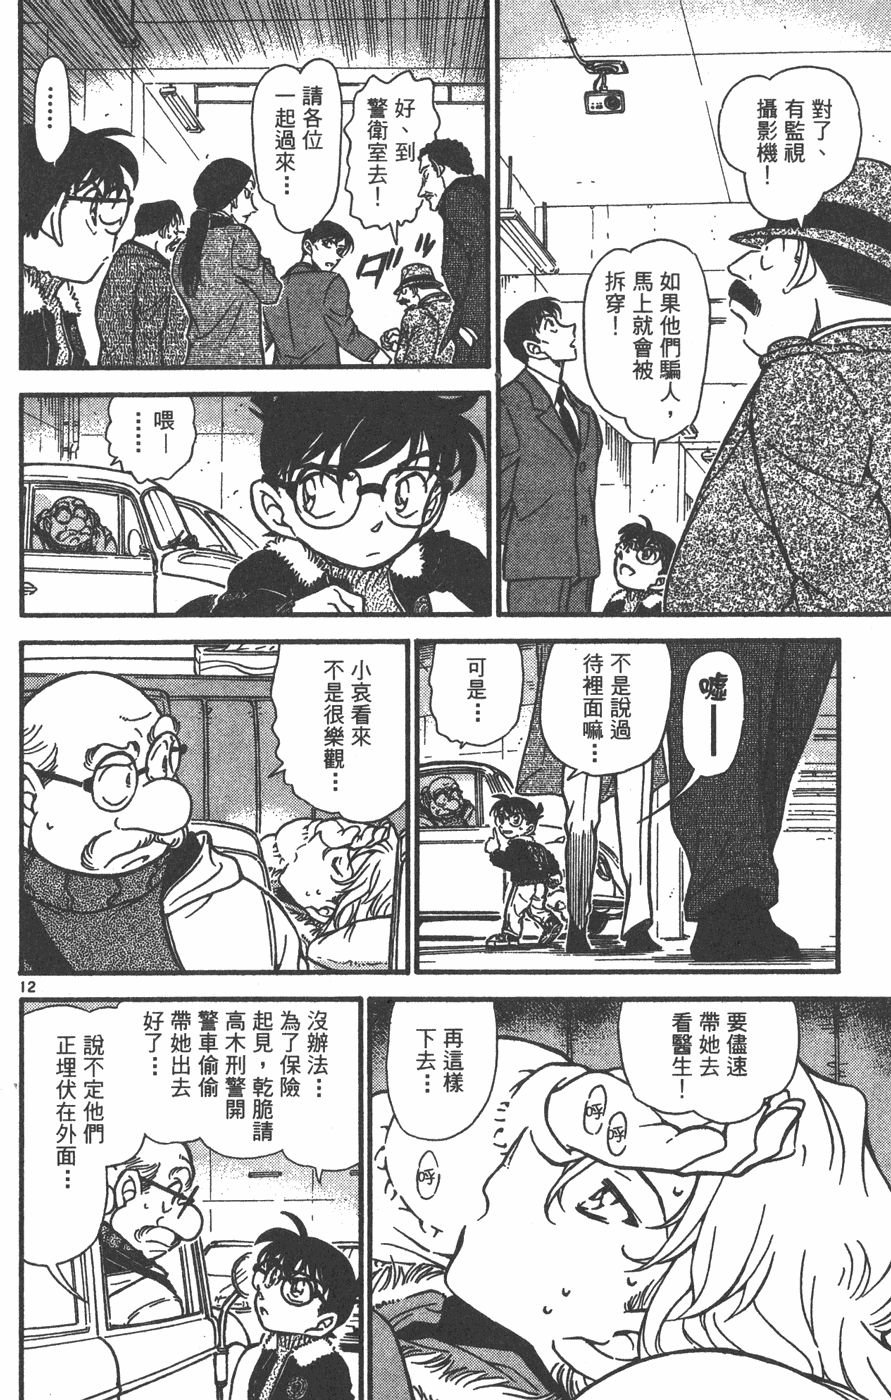 對了、
有監視
攝影機！
如果他們騙人，
馬上就會被
拆穿！
好、到
警衛室去！
請各位
一起過來…
……
喂—
……
噓—
不是說過
待裡面嘛…
可是…
小哀看來
不是很樂觀…
12
要儘速
帶她去
看醫生！
呼
呼
呼
再這樣
下去…
沒辦法…
為了保險
起見，乾脆請
高木刑警開
警車偷偷
帶她出去
好了…
說不定他們
正埋伏在外面…